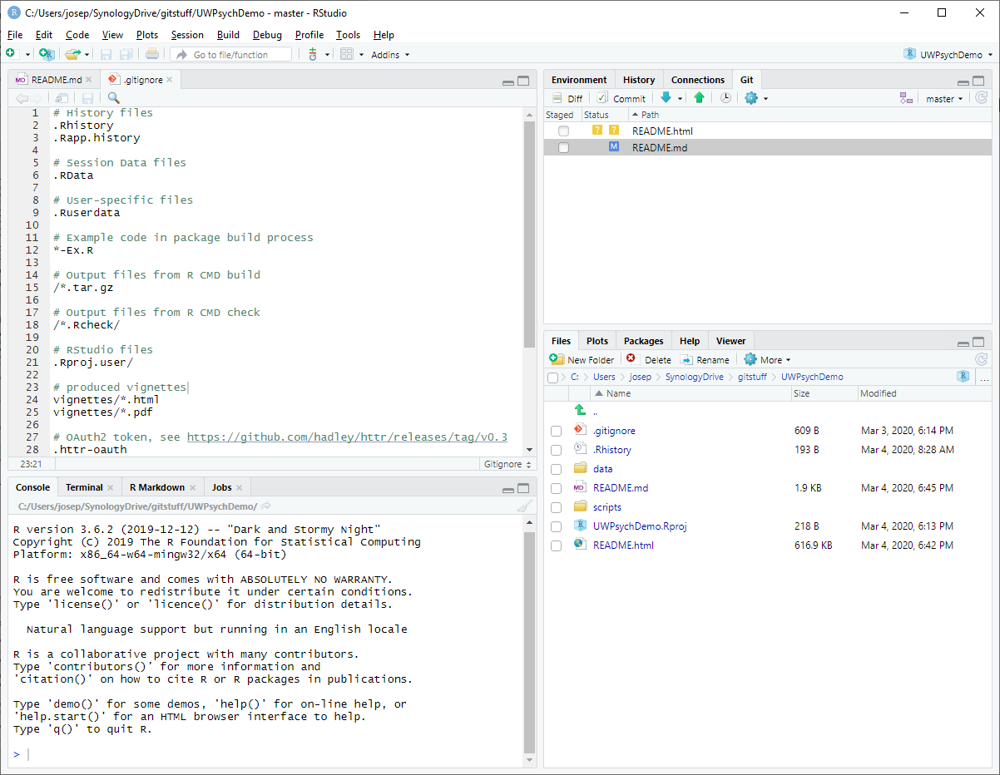 C:/Users/josep/SynologyDrive/gitstuff/UWPsychDemo - master - RStudio
File Edit Code View Plots Session Build Debug Profile Tools Help
Go to file/function Addins UWPsychDemo
README.md .gitignore
1 # History files
2 .Rhistory
3 .Rapp.history
4
5 # Session Data files
6 .RData
7
8 # User-specific files
9 .Ruserdata
10
11 # Example code in package build process
12 *-Ex.R
13
14 # Output files from R CMD build
15 /*.tar.gz
16
17 # Output files from R CMD check
18 /*.Rcheck/
19
20 # RStudio files
21 .Rproj.user/
22
23 # produced vignettes
24 vignettes/*.html
25 vignettes/*.pdf
26
27 # OAuth2 token, see https://github.com/hadley/httr/releases/tag/v0.3
28 .httr-oauth
23:21 Gitignore
Console Terminal R Markdown Jobs
C:/Users/josep/SynologyDrive/gitstuff/UWPsychDemo/
R version 3.6.2 (2019-12-12) -- "Dark and Stormy Night"
Copyright (C) 2019 The R Foundation for Statistical Computing
Platform: x86_64-w64-mingw32/x64 (64-bit)
R is free software and comes with ABSOLUTELY NO WARRANTY.
You are welcome to redistribute it under certain conditions.
Type 'license()' or 'licence()' for distribution details.
Natural language support but running in an English locale
R is a collaborative project with many contributors.
Type 'contributors()' for more information and
'citation()' on how to cite R or R packages in publications.
Type 'demo()' for some demos, 'help()' for on-line help, or
'help.start()' for an HTML browser interface to help.
Type 'q()' to quit R.
>
Environment History Connections Git
Diff Commit master
Staged Status Path
? ? README.html
M README.md
Files Plots Packages Help Viewer
New Folder Delete Rename More
C: > Users > josep > SynologyDrive > gitstuff > UWPsychDemo ...
Name Size Modified
..
.gitignore 609 B Mar 3, 2020, 6:14 PM
.Rhistory 193 B Mar 4, 2020, 8:28 AM
data
README.md 1.9 KB Mar 4, 2020, 6:45 PM
scripts
UWPsychDemo.Rproj 218 B Mar 4, 2020, 6:13 PM
README.html 616.9 KB Mar 4, 2020, 6:42 PM